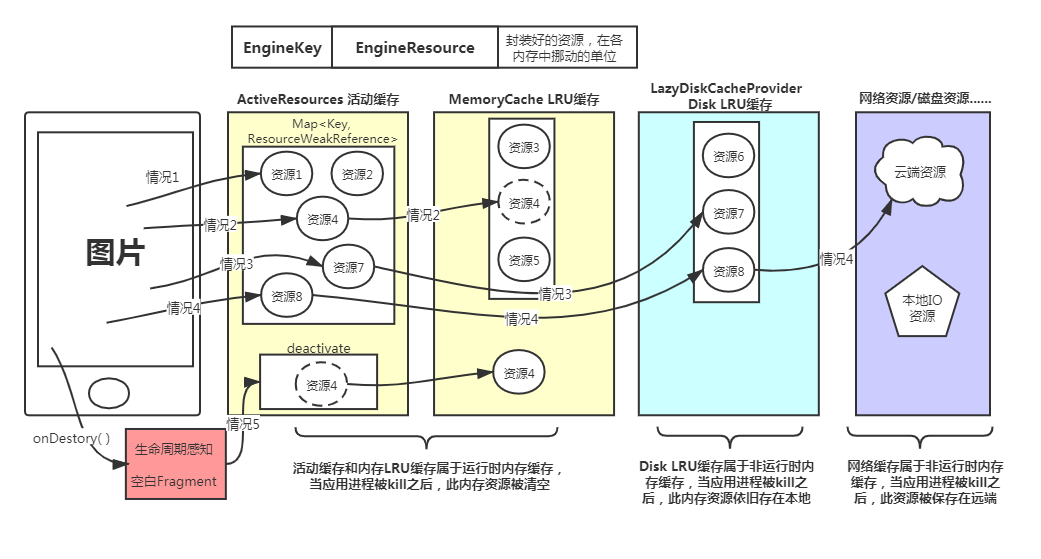 EngineKey
EngineResource
封装好的资源，在各
内存中挪动的单位
ActiveResources 活动缓存
MemoryCache LRU缓存
LazyDiskCacheProvider
Disk LRU缓存
网络资源/磁盘资源......
Map<Key,
ResourceWeakReference>
图片
情况1
情况2
情况3
情况4
资源1
资源2
资源4
资源7
资源8
情况2
情况3
情况4
资源3
资源4
资源5
资源6
资源7
资源8
情况4
云端资源
本地IO
资源
deactivate
资源4
资源4
onDestory( )
情况5
生命周期感知
空白Fragment
活动缓存和内存LRU缓存属于运行时内存缓存，
当应用进程被kill之后，此内存资源被清空
Disk LRU缓存属于非运行时内
存缓存，当应用进程被kill之
后，此内存资源依旧存在本地
网络缓存属于非运行时内存
缓存，当应用进程被kill之
后，此资源被保存在远端